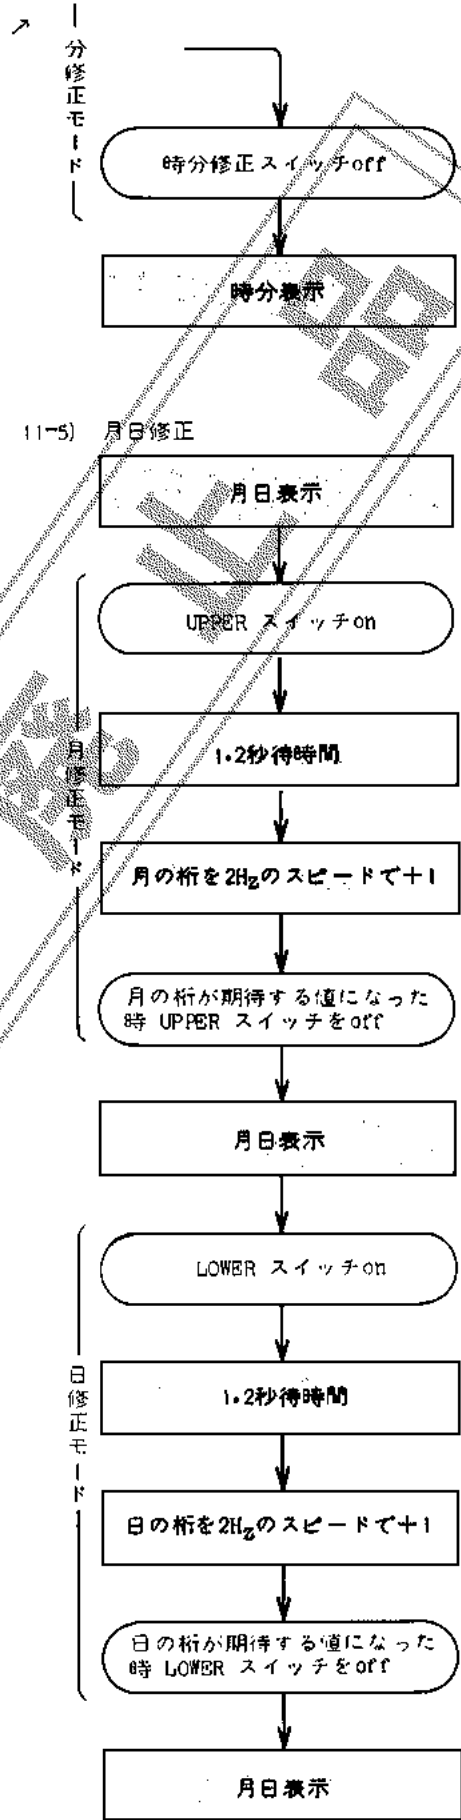 分修正モード
時分修正スイッチoff
時分表示
11-5) 月日修正
月日表示
月修正モード
UPPER スイッチon
1.2秒待時間
月の桁を2Hzのスピードで+1
月の桁が期待する値になった
時 UPPER スイッチをoff
月日表示
日修正モード
LOWER スイッチon
1.2秒待時間
日の桁を2Hzのスピードで+1
日の桁が期待する値になった
時 LOWER スイッチをoff
月日表示
廃止品